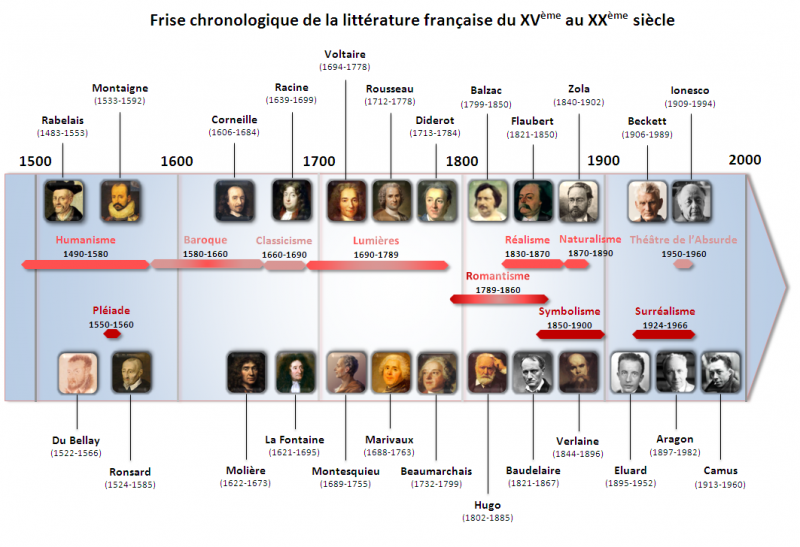 Frise chronologique de la littérature française du XVème au XXème siècle
Voltaire
(1694-1778)
Montaigne
(1533-1592)
Racine
(1639-1699)
Rousseau
(1712-1778)
Balzac
(1799-1850)
Zola
(1840-1902)
Ionesco
(1909-1994)
Rabelais
(1483-1553)
Corneille
(1606-1684)
Diderot
(1713-1784)
Flaubert
(1821-1850)
Beckett
(1906-1989)
1500
1600
1700
1800
1900
2000
Humanisme
1490-1580
Baroque
1580-1660
Classicisme
1660-1690
Lumières
1690-1789
Réalisme
1830-1870
Naturalisme
1870-1890
Théâtre de l'Absurde
1950-1960
Romantisme
1789-1860
Pléiade
1550-1560
Symbolisme
1850-1900
Surréalisme
1924-1966
Du Bellay
(1522-1566)
La Fontaine
(1621-1695)
Marivaux
(1688-1763)
Verlaine
(1844-1896)
Aragon
(1897-1982)
Ronsard
(1524-1585)
Molière
(1622-1673)
Montesquieu
(1689-1755)
Beaumarchais
(1732-1799)
Baudelaire
(1821-1867)
Eluard
(1895-1952)
Camus
(1913-1960)
Hugo
(1802-1885)